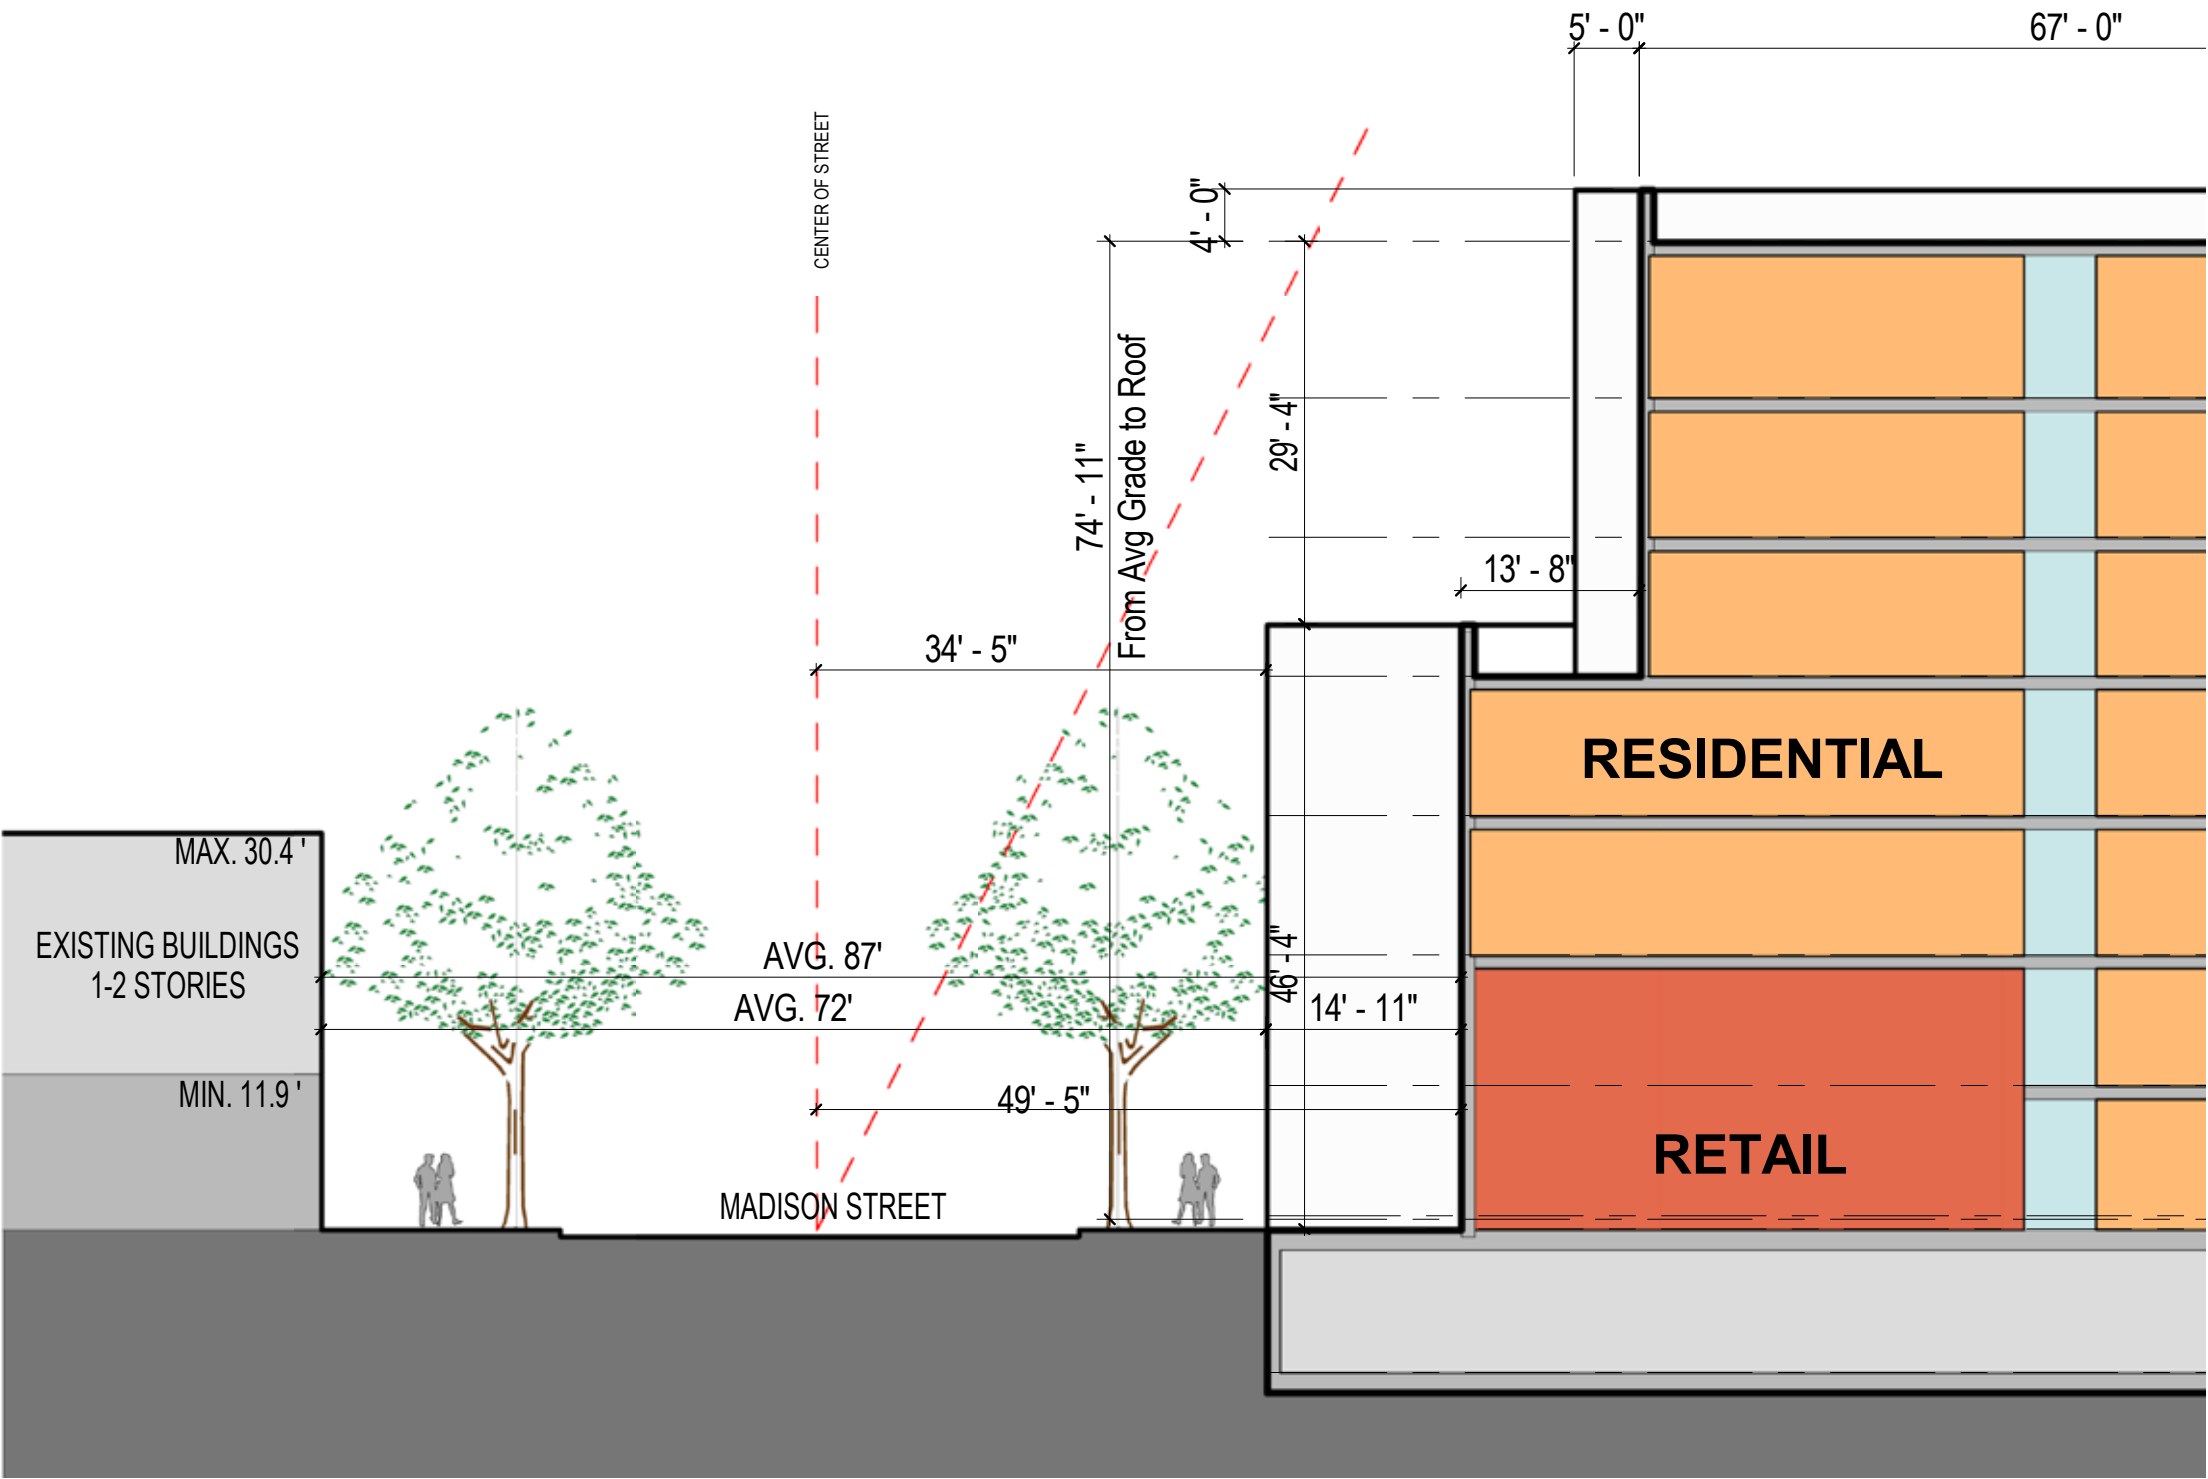 5' - 0"
67' - 0"
CENTER OF STREET
4' - 0"
74' - 11"
From Avg Grade to Roof
29' - 4"
13' - 8"
34' - 5"
RESIDENTIAL
MAX. 30.4 '
EXISTING BUILDINGS
1-2 STORIES
AVG. 87'
AVG. 72'
46' - 4"
14' - 11"
MIN. 11.9 '
49' - 5"
RETAIL
MADISON STREET